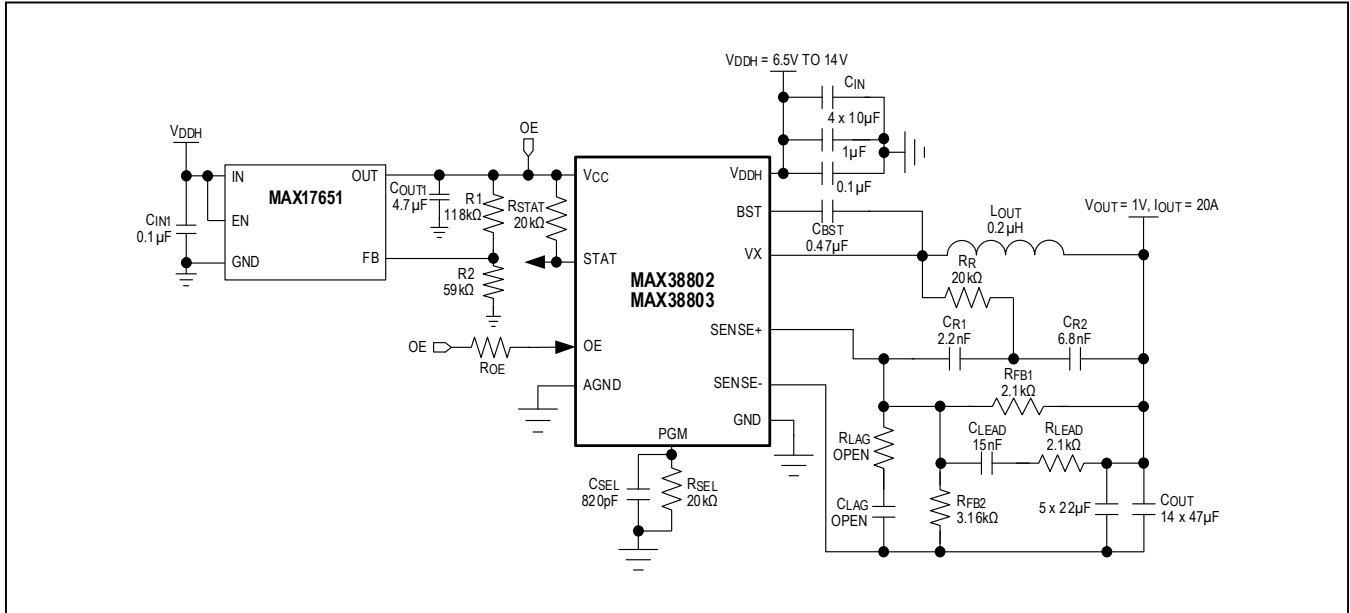 VDDH = 6.5V TO 14V
CIN
4 x 10µF
1µF
0.1µF
VDDH
IN
EN
GND
MAX17651
OUT
FB
CIN1
0.1µF
COUT1
4.7µF
R1
118kΩ
R2
59kΩ
OE
RSTAT
20kΩ
OE
ROE
VCC
STAT
OE
AGND
PGM
MAX38802
MAX38803
VDDH
BST
VX
SENSE+
SENSE-
GND
CSEL
820pF
RSEL
20kΩ
CBST
0.47µF
LOUT
0.2µH
VOUT = 1V, IOUT = 20A
RR
20kΩ
CR1
2.2nF
CR2
6.8nF
RFB1
2.1kΩ
CLEAD
15nF
RLEAD
2.1kΩ
RLAG
OPEN
CLAG
OPEN
RFB2
3.16kΩ
5 x 22µF
COUT
14 x 47µF